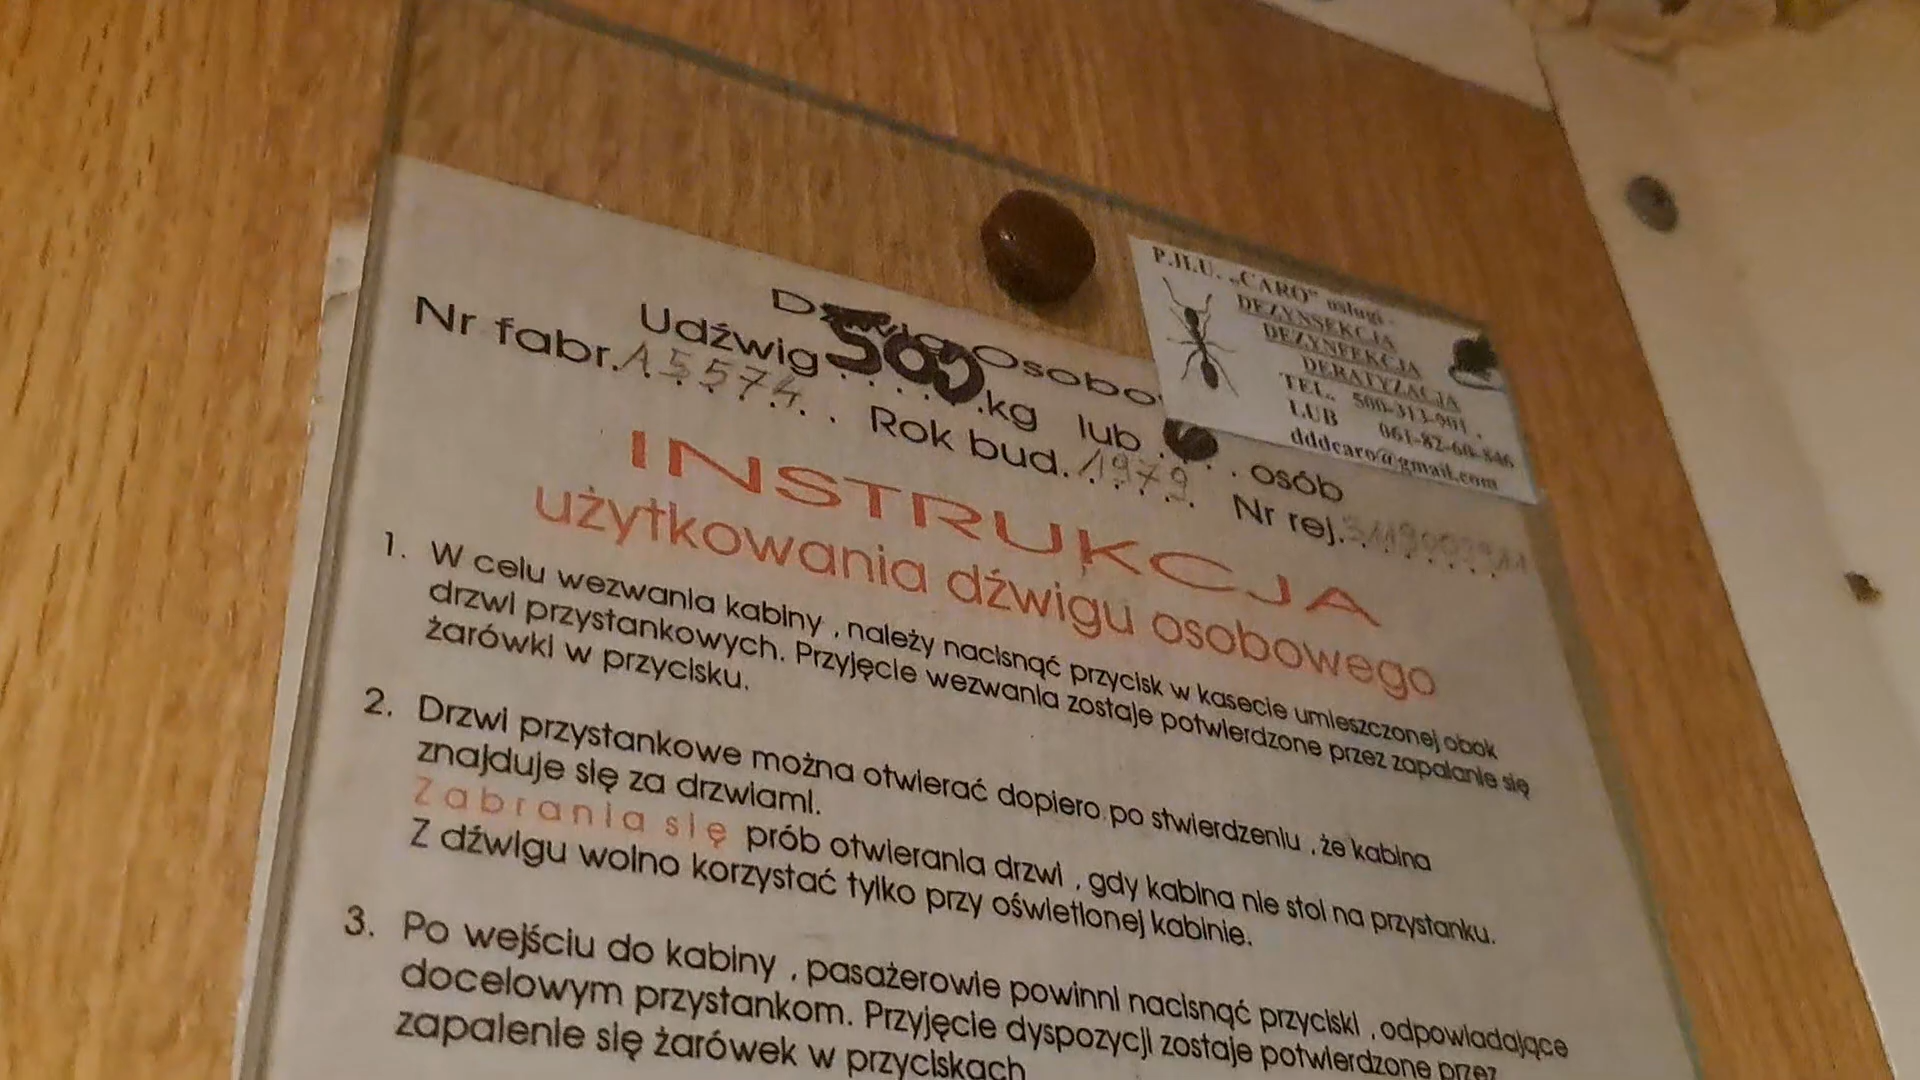 Dźwig Osobo
Udźwig 500 kg lub osób
Nr fabr. A5574 Rok bud. 1979 Nr rej.
INSTRUKCJA
użytkowania dźwigu osobowego
1. W celu wezwania kabiny , należy nacisnąć przycisk w kasecie umieszczonej obok
drzwi przystankowych. Przyjęcie wezwania zostaje potwierdzone przez zapalanie się
żarówki w przycisku.
2. Drzwi przystankowe można otwierać dopiero po stwierdzeniu , że kabina
znajduje się za drzwiami.
Zabrania się prób otwierania drzwi , gdy kabina nie stoi na przystanku.
Z dźwigu wolno korzystać tylko przy oświetlonej kabinie.
3. Po wejściu do kabiny , pasażerowie powinni nacisnąć przyciski , odpowiadające
docelowym przystankom. Przyjęcie dyspozycji zostaje potwierdzone przez
zapalenie się żarówek w przyciskach
P.H.U. „CARO” usługi -
DEZYNSEKCJA
DEZYNFEKCJA
DERATYZACJA
TEL. 500-313-901 .
LUB 061-82-60-846
dddcaro@gmail.com